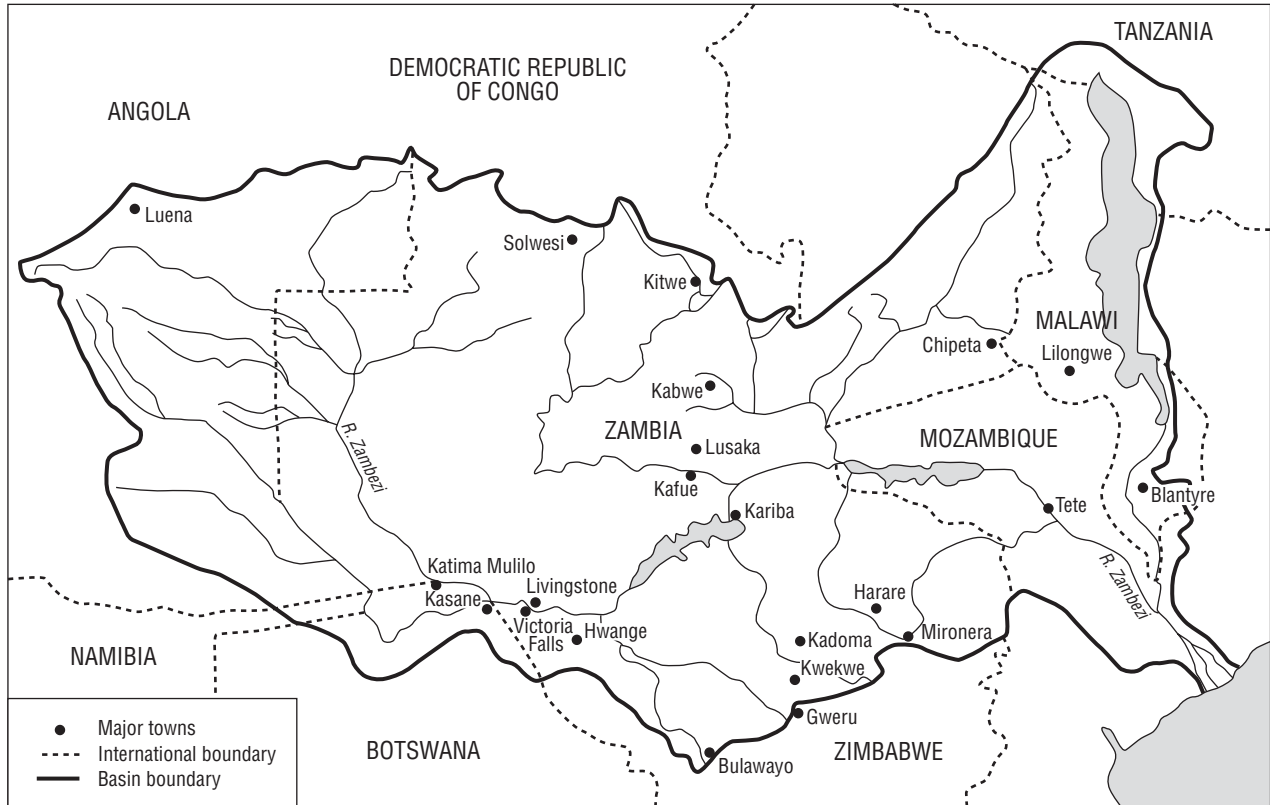 TANZANIA
DEMOCRATIC REPUBLIC
OF CONGO
ANGOLA
Luena
Solwesi
Kitwe
MALAWI
Chipeta
Lilongwe
Kabwe
ZAMBIA
MOZAMBIQUE
R. Zambezi
Lusaka
Kafue
Blantyre
Tete
Kariba
Katima Mulilo
Livingstone
Kasane
Harare
R. Zambezi
Victoria
Falls
Hwange
Mironera
Kadoma
NAMIBIA
Kwekwe
Gweru
Major towns
International boundary
Basin boundary
BOTSWANA
ZIMBABWE
Bulawayo